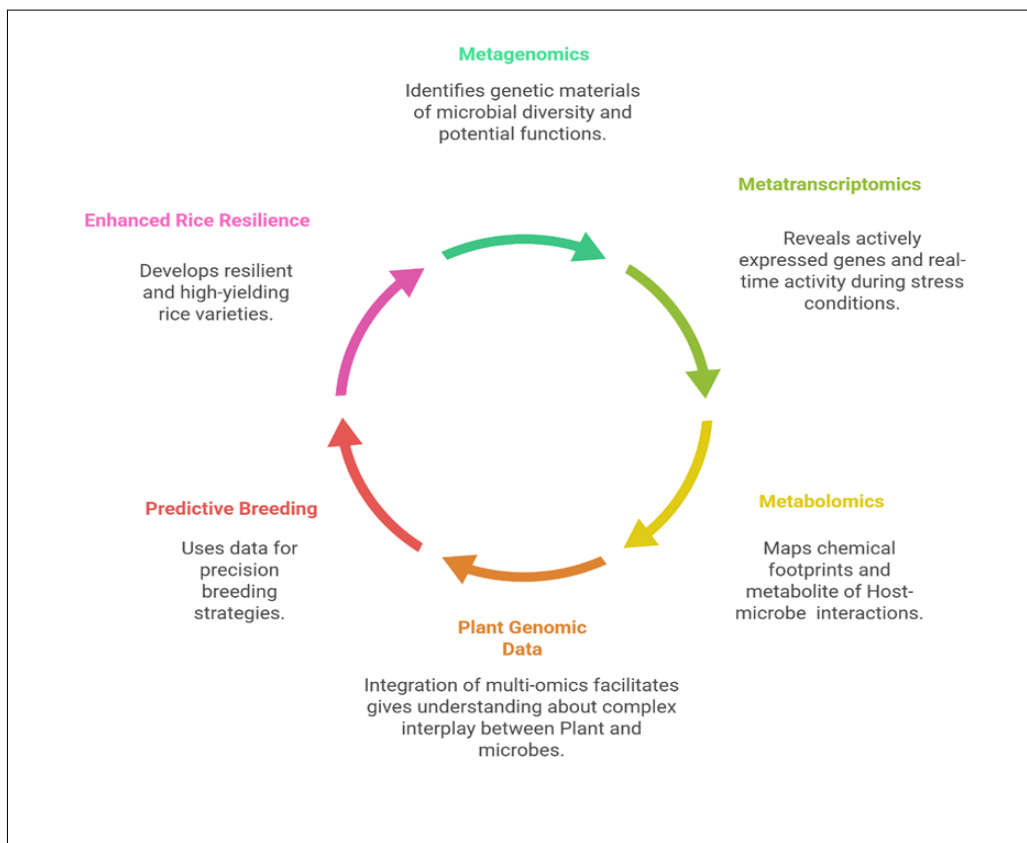 Metagenomics
Identifies genetic materials
of microbial diversity and
potential functions.
Metatranscriptomics
Reveals actively
expressed genes and real-
time activity during stress
conditions.
Metabolomics
Maps chemical
footprints and
metabolite of Host-
microbe interactions.
Plant Genomic
Data
Integration of multi-omics facilitates
gives understanding about complex
interplay between Plant and
microbes.
Predictive Breeding
Uses data for
precision
breeding
strategies.
Enhanced Rice Resilience
Develops resilient
and high-yielding
rice varieties.